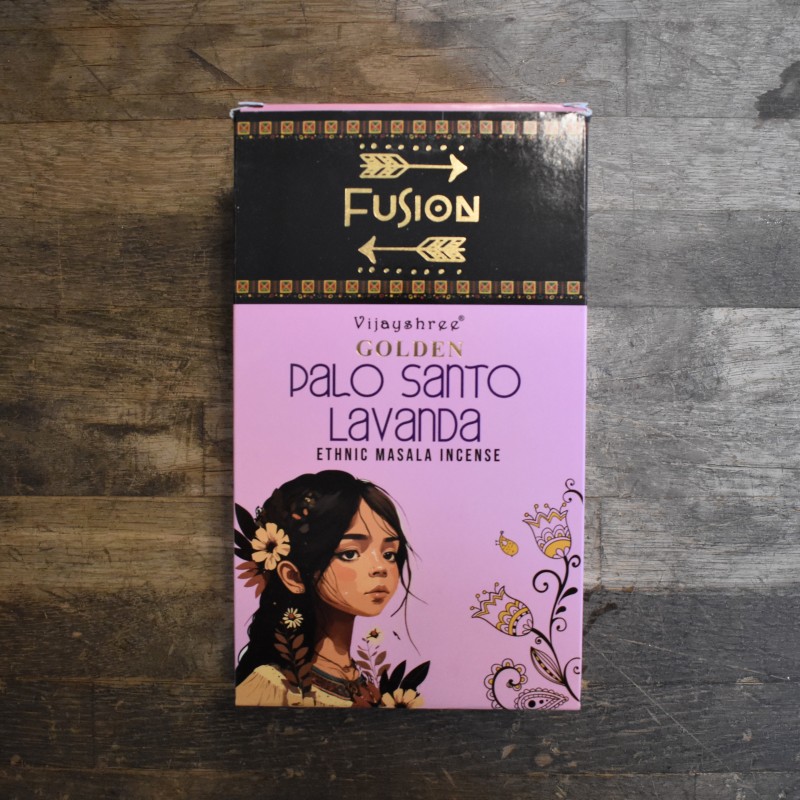 FUSION
Vijayshree®
GOLDEN
PALO SANTO
LAVANDA
ETHNIC MASALA INCENSE